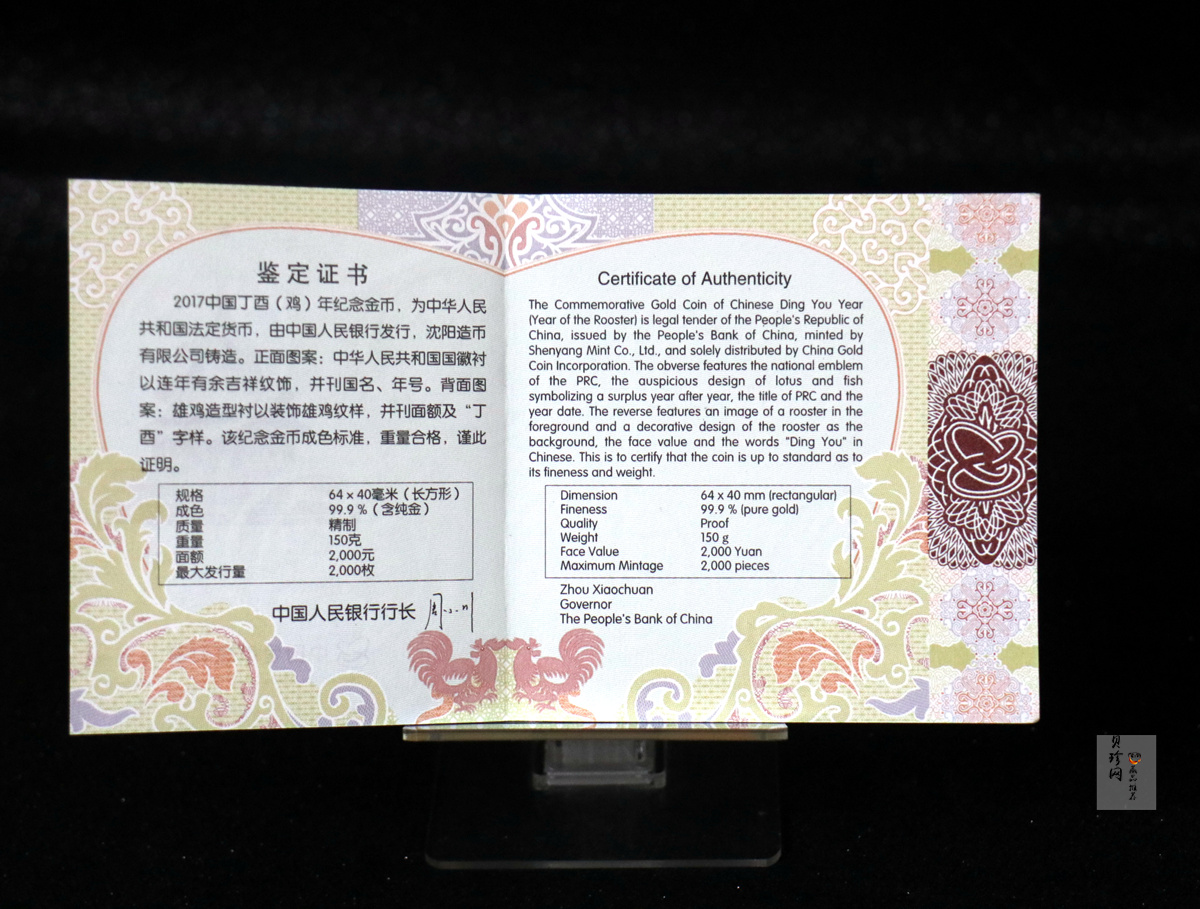 鉴定证书
2017中国丁酉（鸡）年纪念金币，为中华人民
共和国法定货币，由中国人民银行发行，沈阳造币
有限公司铸造。正面图案：中华人民共和国国徽衬
以连年有余吉祥纹饰，并刊国名、年号。背面图
案：雄鸡造型衬以装饰雄鸡纹样，并刊面额及“丁
酉”字样。该纪念金币成色标准，重量合格，谨此
证明。
规格 64 x 40毫米（长方形）
成色 99.9 %（含纯金）
质量 精制
重量 150克
面额 2,000元
最大发行量 2,000枚
中国人民银行行长
Certificate of Authenticity
The Commemorative Gold Coin of Chinese Ding You Year
(Year of the Rooster) is legal tender of the People's Republic of
China, issued by the People's Bank of China, minted by
Shenyang Mint Co., Ltd., and solely distributed by China Gold
Coin Incorporation. The obverse features the national emblem
of the PRC, the auspicious design of lotus and fish
symbolizing a surplus year after year, the title of PRC and the
year date. The reverse features an image of a rooster in the
foreground and a decorative design of the rooster as the
background, the face value and the words "Ding You" in
Chinese. This is to certify that the coin is up to standard as to
its fineness and weight.
Dimension 64 x 40 mm (rectangular)
Fineness 99.9 % (pure gold)
Quality Proof
Weight 150 g
Face Value 2,000 Yuan
Maximum Mintage 2,000 pieces
Zhou Xiaochuan
Governor
The People's Bank of China
贝珍网